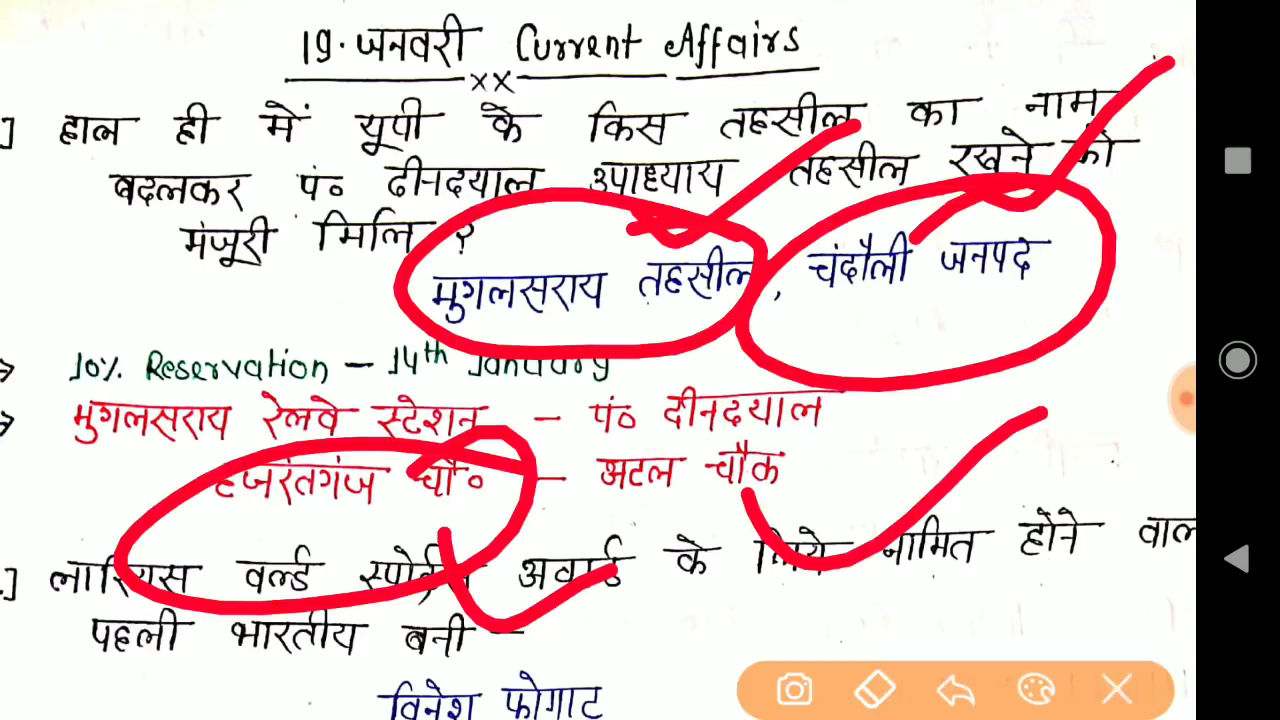 19. जनवरी Current Affairs
xx
] हाल ही में यूपी के किस तहसील का नाम
बदलकर पं० दीनदयाल उपाध्याय तहसील रखने को
मंजूरी मिलि ?
मुगलसराय तहसील, चंदौली जनपद
→ 10% Reservation – 14th January
→ मुगलसराय रेलवे स्टेशन – पं० दीनदयाल
हजरतगंज चौ० – अटल चौक
.] लारियस वर्ल्ड स्पोर्ट्स अवार्ड के लिये नामित होने वाल
पहली भारतीय बनी –
विनेश फोगाट